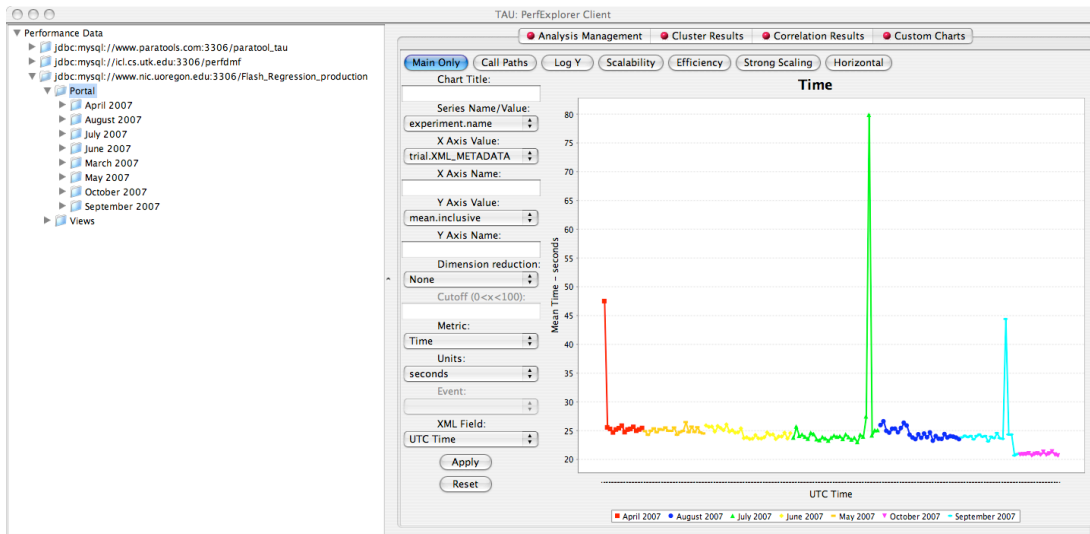 TAU: PerfExplorer Client
Performance Data
jdbc:mysql://www.paratools.com:3306/paratool_tau
jdbc:mysql://icl.cs.utk.edu:3306/perfdmf
jdbc:mysql://www.nic.uoregon.edu:3306/Flash_Regression_production
Portal
April 2007
August 2007
July 2007
June 2007
March 2007
May 2007
October 2007
September 2007
Views
Analysis Management
Cluster Results
Correlation Results
Custom Charts
Main Only
Call Paths
Log Y
Scalability
Efficiency
Strong Scaling
Horizontal
Chart Title:
Series Name/Value:
experiment.name
X Axis Value:
trial.XML_METADATA
X Axis Name:
Y Axis Value:
mean.inclusive
Y Axis Name:
Dimension reduction:
None
Cutoff (0<x<100):
Metric:
Time
Units:
seconds
Event:
XML Field:
UTC Time
Apply
Reset
Time
Mean Time - seconds
80
75
70
65
60
55
50
45
40
35
30
25
20
UTC Time
April 2007 August 2007 July 2007 June 2007 May 2007 October 2007 September 2007